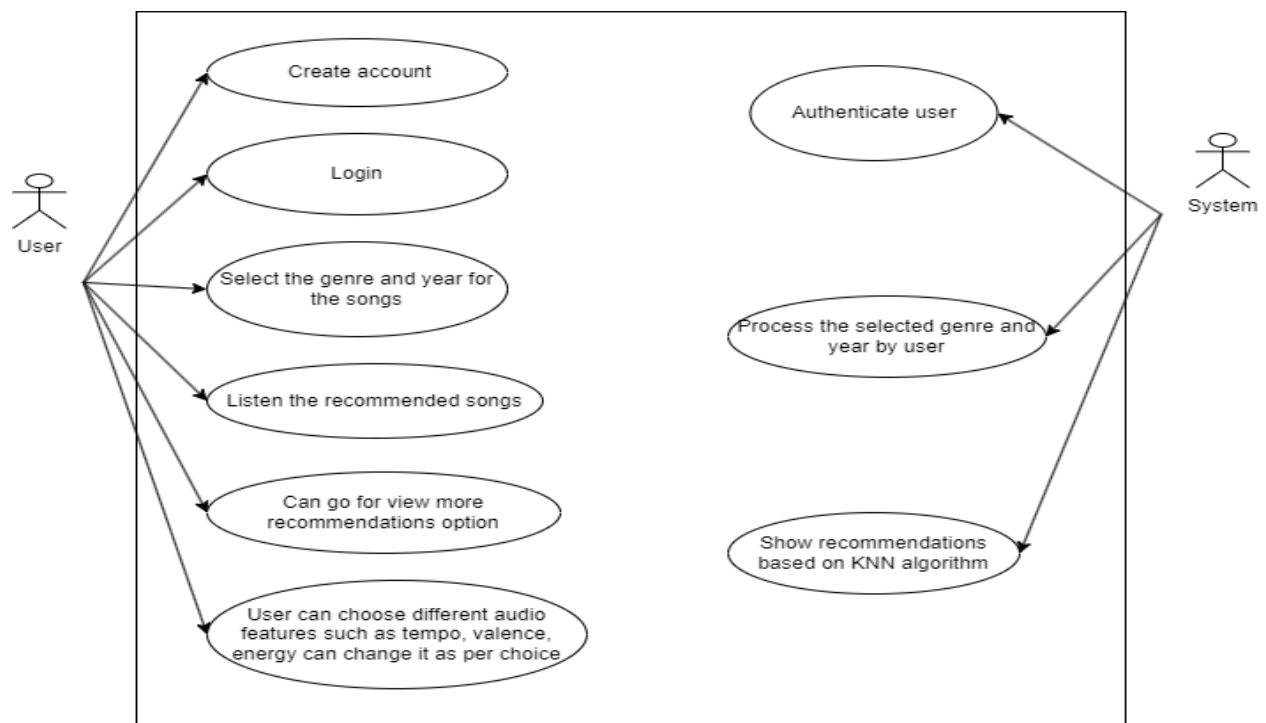 Create account
Login
User
Select the genre and year for
the songs
Listen the recommended songs
Can go for view more
recommendations option
User can choose different audio
features such as tempo, valence,
energy can change it as per choice
Authenticate user
System
Process the selected genre and
year by user
Show recommendations
based on KNN algorithm